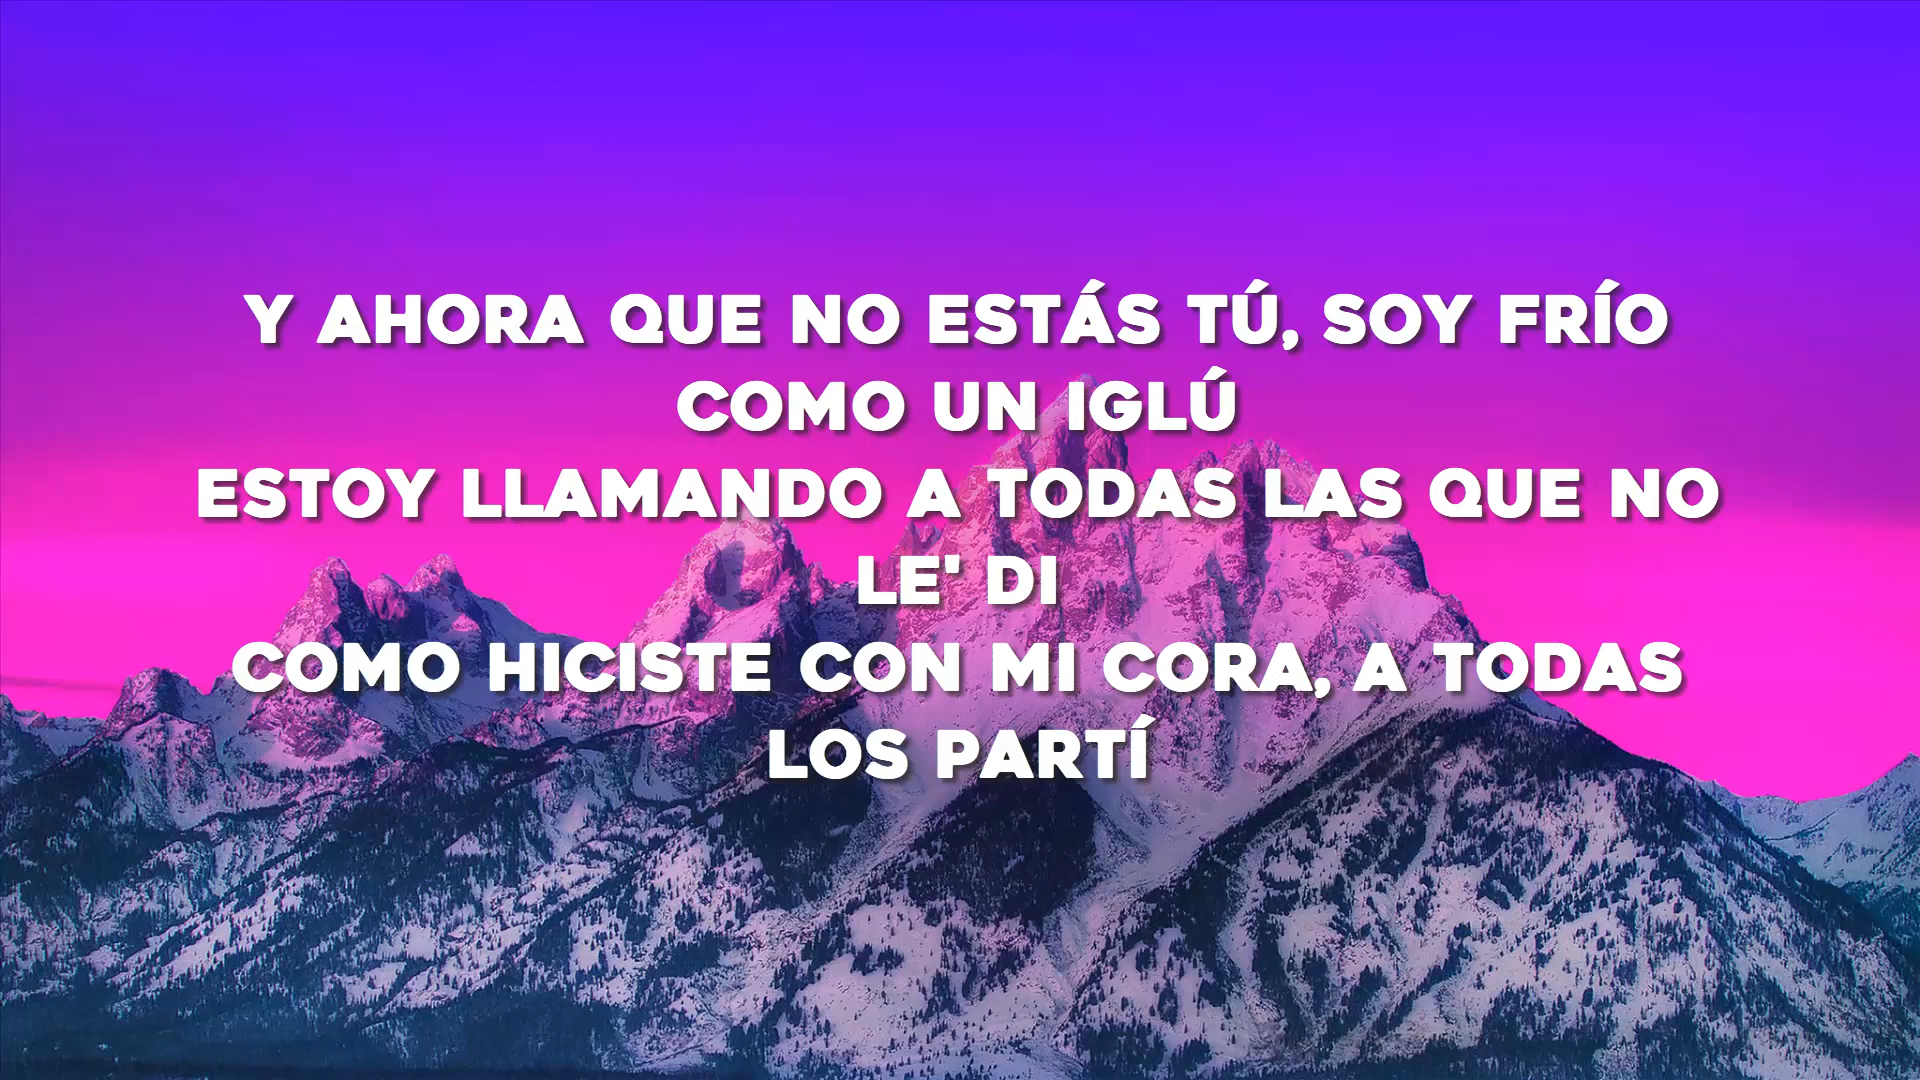 Y AHORA QUE NO ESTÁS TÚ, SOY FRÍO
COMO UN IGLÚ
ESTOY LLAMANDO A TODAS LAS QUE NO
LE' DI
COMO HICISTE CON MI CORA, A TODAS
LOS PARTÍ